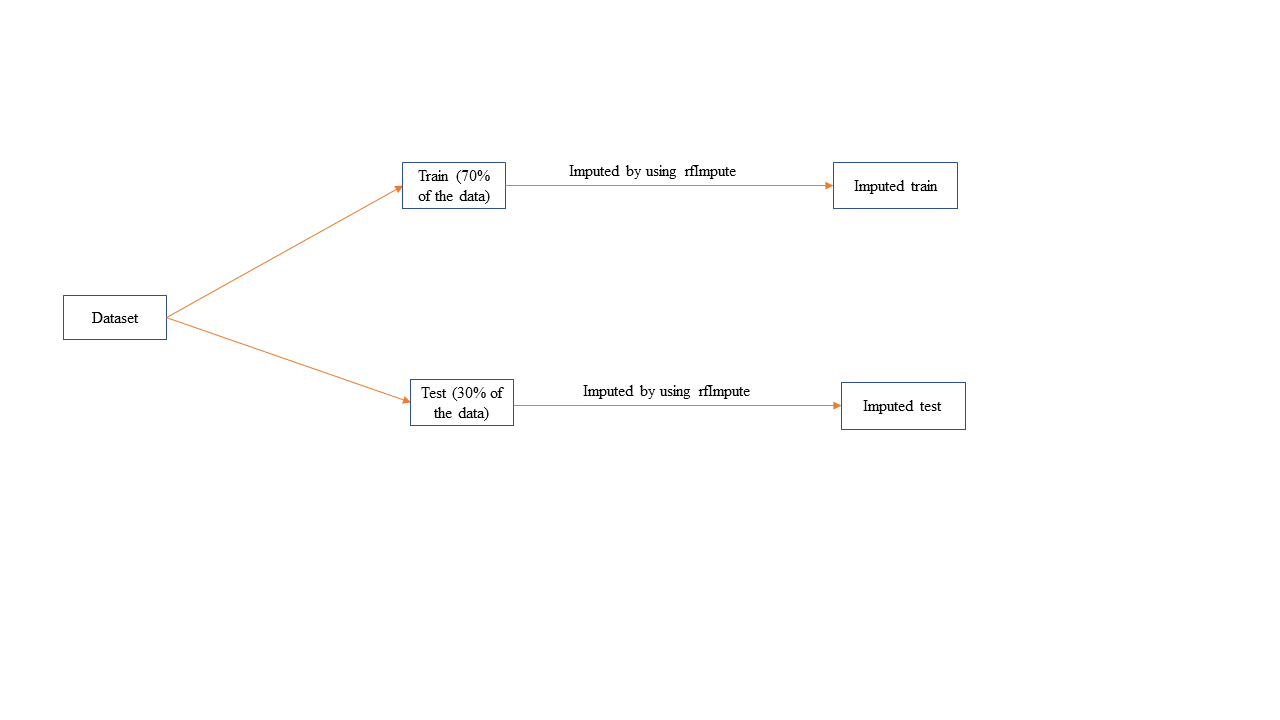 Imputed by using rfImpute
Train (70%
of the data)
Imputed train
Dataset
Test (30% of
the data)
Imputed by using rfImpute
Imputed test